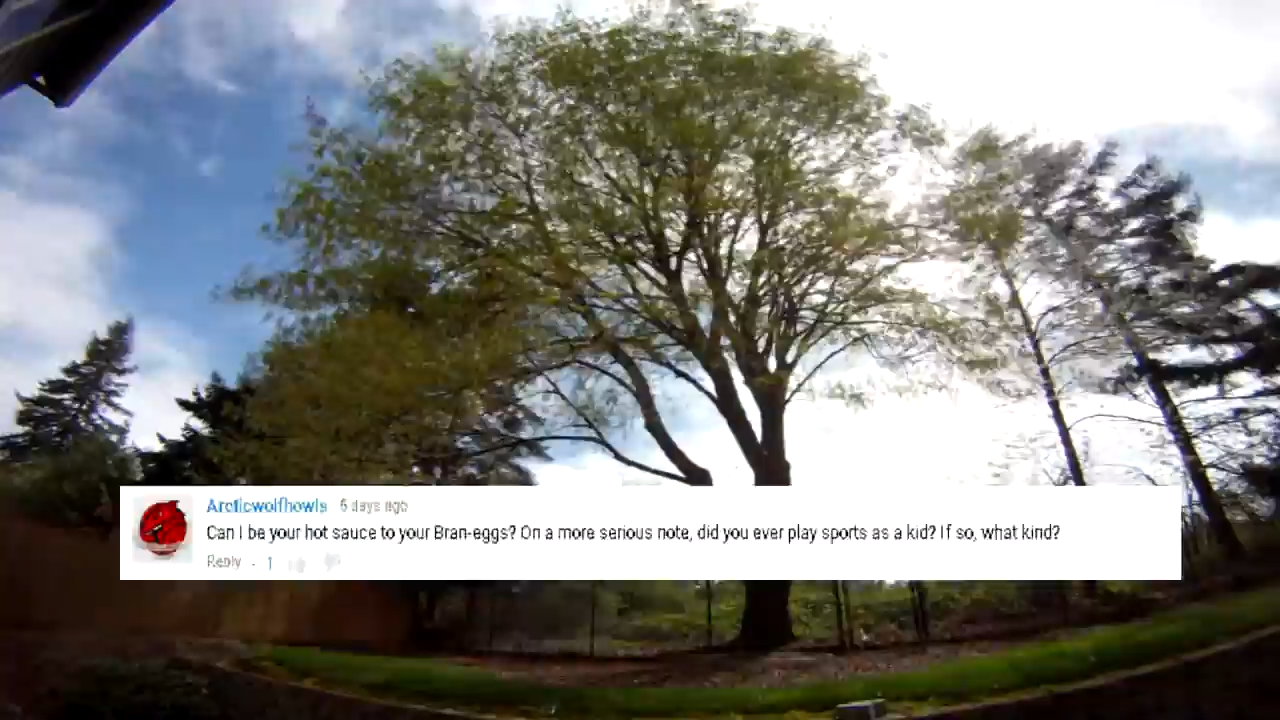 Arcticwolfhowls 6 days ago
Can I be your hot sauce to your Bran-eggs? On a more serious note, did you ever play sports as a kid? If so, what kind?
Reply · 1